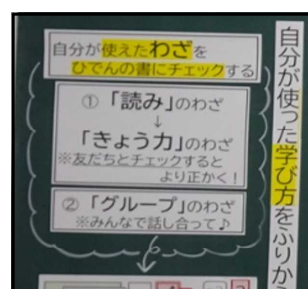 自分が使った学び方をふりか
自分が使えたわざを
ひでんの書にチェックする
① 「読み」のわざ
↓
「きょう力」のわざ
※友だちとチェックすると
より正かく!
② 「グループ」のわざ
※みんなで話し合って♪